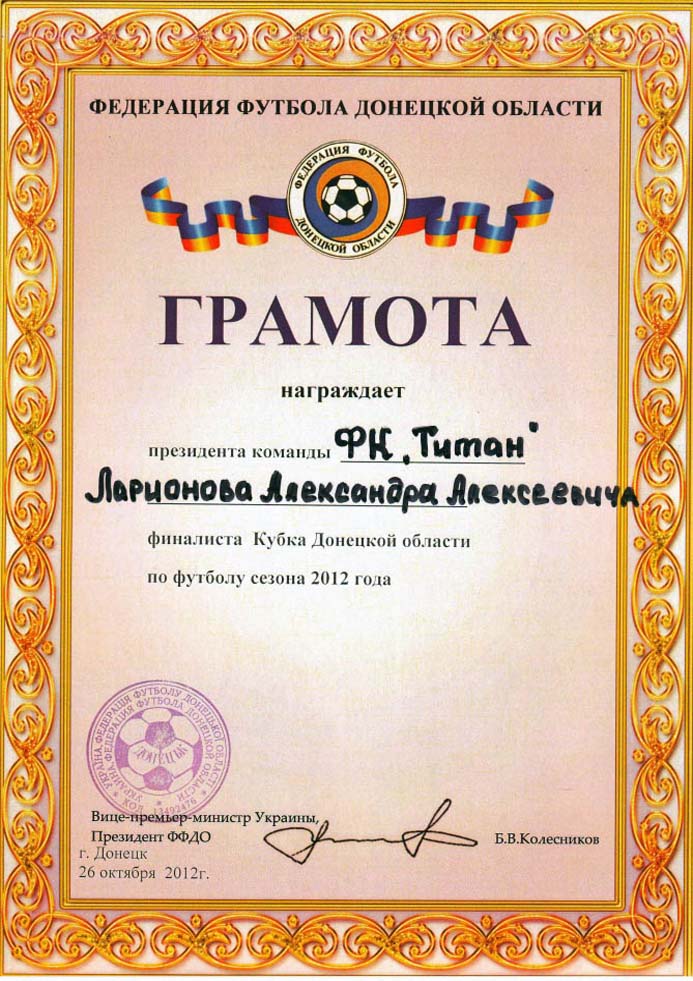 ФЕДЕРАЦИЯ ФУТБОЛА ДОНЕЦКОЙ ОБЛАСТИ
ФЕДЕРАЦИЯ ФУТБОЛА
ДОНЕЦКОЙ ОБЛАСТИ
ГРАМОТА
награждает
президента команды ФК „Титан"
Ларионова Александра Алексеевича
финалиста Кубка Донецкой области
по футболу сезона 2012 года
УКРАЇНА ФЕДЕРАЦІЯ ФУТБОЛУ ДОНЕЦЬКОЇ ОБЛАСТІ
УКРАИНА ФЕДЕРАЦИЯ ФУТБОЛА ДОНЕЦКОЙ ОБЛАСТИ
ДОНЕЦЬК
КОД 13492476
Вице-премьер-министр Украины,
Президент ФФДО Б.В.Колесников
г. Донецк
26 октября 2012г.